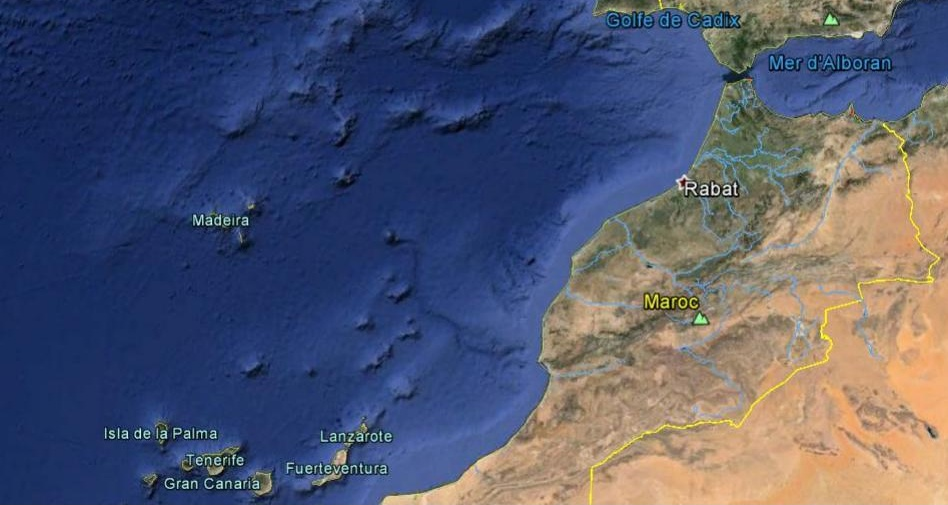 Golfe de Cadix
Mer d'Alboran
Rabat
Madeira
Maroc
Isla de la Palma
Lanzarote
Tenerife
Fuerteventura
Gran Canaria